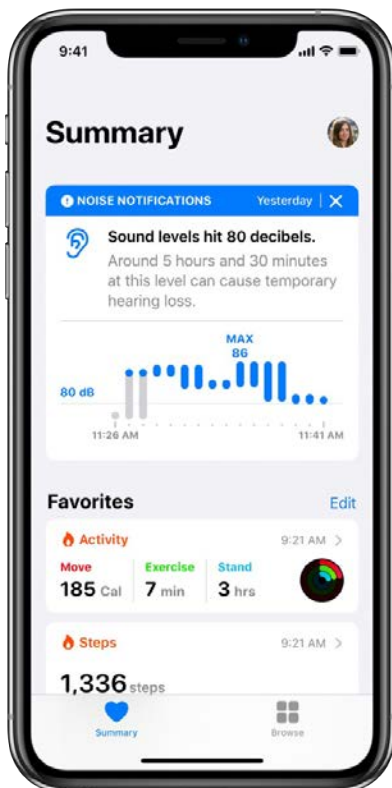 9:41
Summary
NOISE NOTIFICATIONS Yesterday
Sound levels hit 80 decibels.
Around 5 hours and 30 minutes
at this level can cause temporary
hearing loss.
MAX
86
80 dB
11:26 AM 11:41 AM
Favorites Edit
Activity 9:21 AM
Move Exercise Stand
185 Cal 7 min 3 hrs
Steps 9:21 AM
1,336 steps
Summary Browse